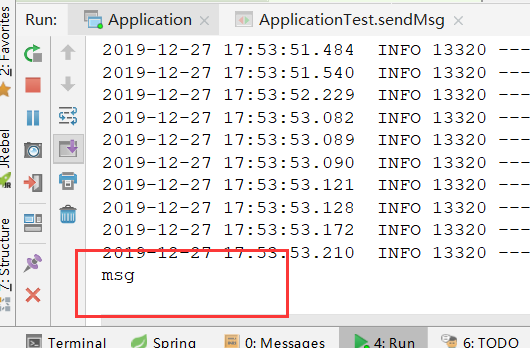 Run: Application × ApplicationTest.sendMsg ×
2019-12-27 17:53:51.484 INFO 13320 ---
2019-12-27 17:53:51.540 INFO 13320 ---
2019-12-27 17:53:52.229 INFO 13320 ---
2019-12-27 17:53:53.082 INFO 13320 ---
2019-12-27 17:53:53.089 INFO 13320 ---
2019-12-27 17:53:53.090 INFO 13320 ---
2019-12-27 17:53:53.121 INFO 13320 ---
2019-12-27 17:53:53.128 INFO 13320 ---
2019-12-27 17:53:53.172 INFO 13320 ---
2019-12-27 17:53:53.210 INFO 13320 ---
msg
2: Favorites
JRebel
7: Structure
Terminal Spring 0: Messages 4: Run 6: TODO